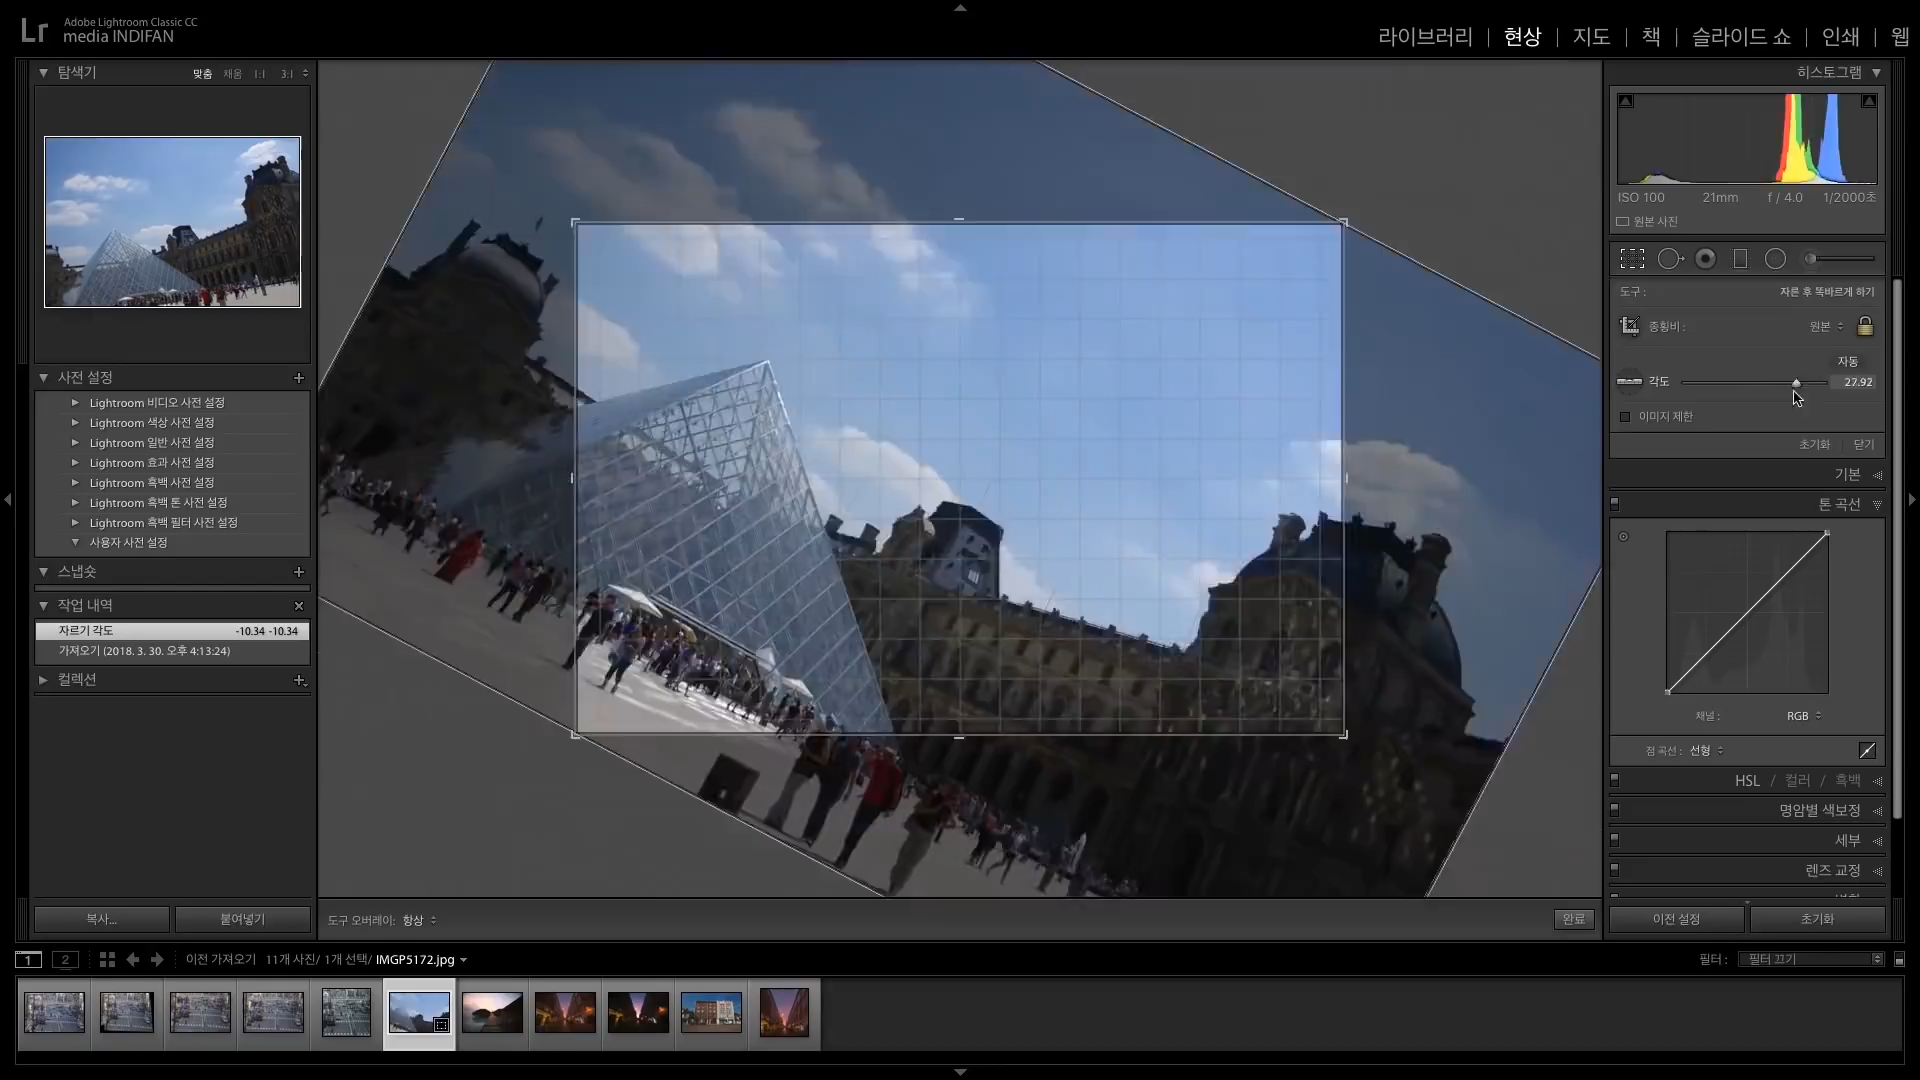 Lr
Adobe Lightroom Classic CC
media INDIFAN
라이브러리 | 현상 | 지도 | 책 | 슬라이드 쇼 | 인쇄 | 웹
탐색기 맞춤 채움 1:1 3:1
사전 설정
Lightroom 비디오 사전 설정
Lightroom 색상 사전 설정
Lightroom 일반 사전 설정
Lightroom 효과 사전 설정
Lightroom 흑백 사전 설정
Lightroom 흑백 톤 사전 설정
Lightroom 흑백 필터 사전 설정
사용자 사전 설정
스냅숏
작업 내역
자르기 각도 -10.34 -10.34
가져오기 (2018. 3. 30. 오후 4:13:24)
컬렉션
복사... 붙여넣기
도구 오버레이: 항상
완료
히스토그램
ISO 100 21mm f / 4.0 1/2000초
원본 사진
도구 : 자른 후 똑바르게 하기
종횡비 : 원본
자동
각도 27.92
이미지 제한
초기화 닫기
기본
톤 곡선
채널 : RGB
점 곡선 : 선형
HSL / 컬러 / 흑백
명암별 색보정
세부
렌즈 교정
이전 설정 초기화
1 2 이전 가져오기 11개 사진/ 1개 선택/ IMGP5172.jpg
필터 : 필터 끄기